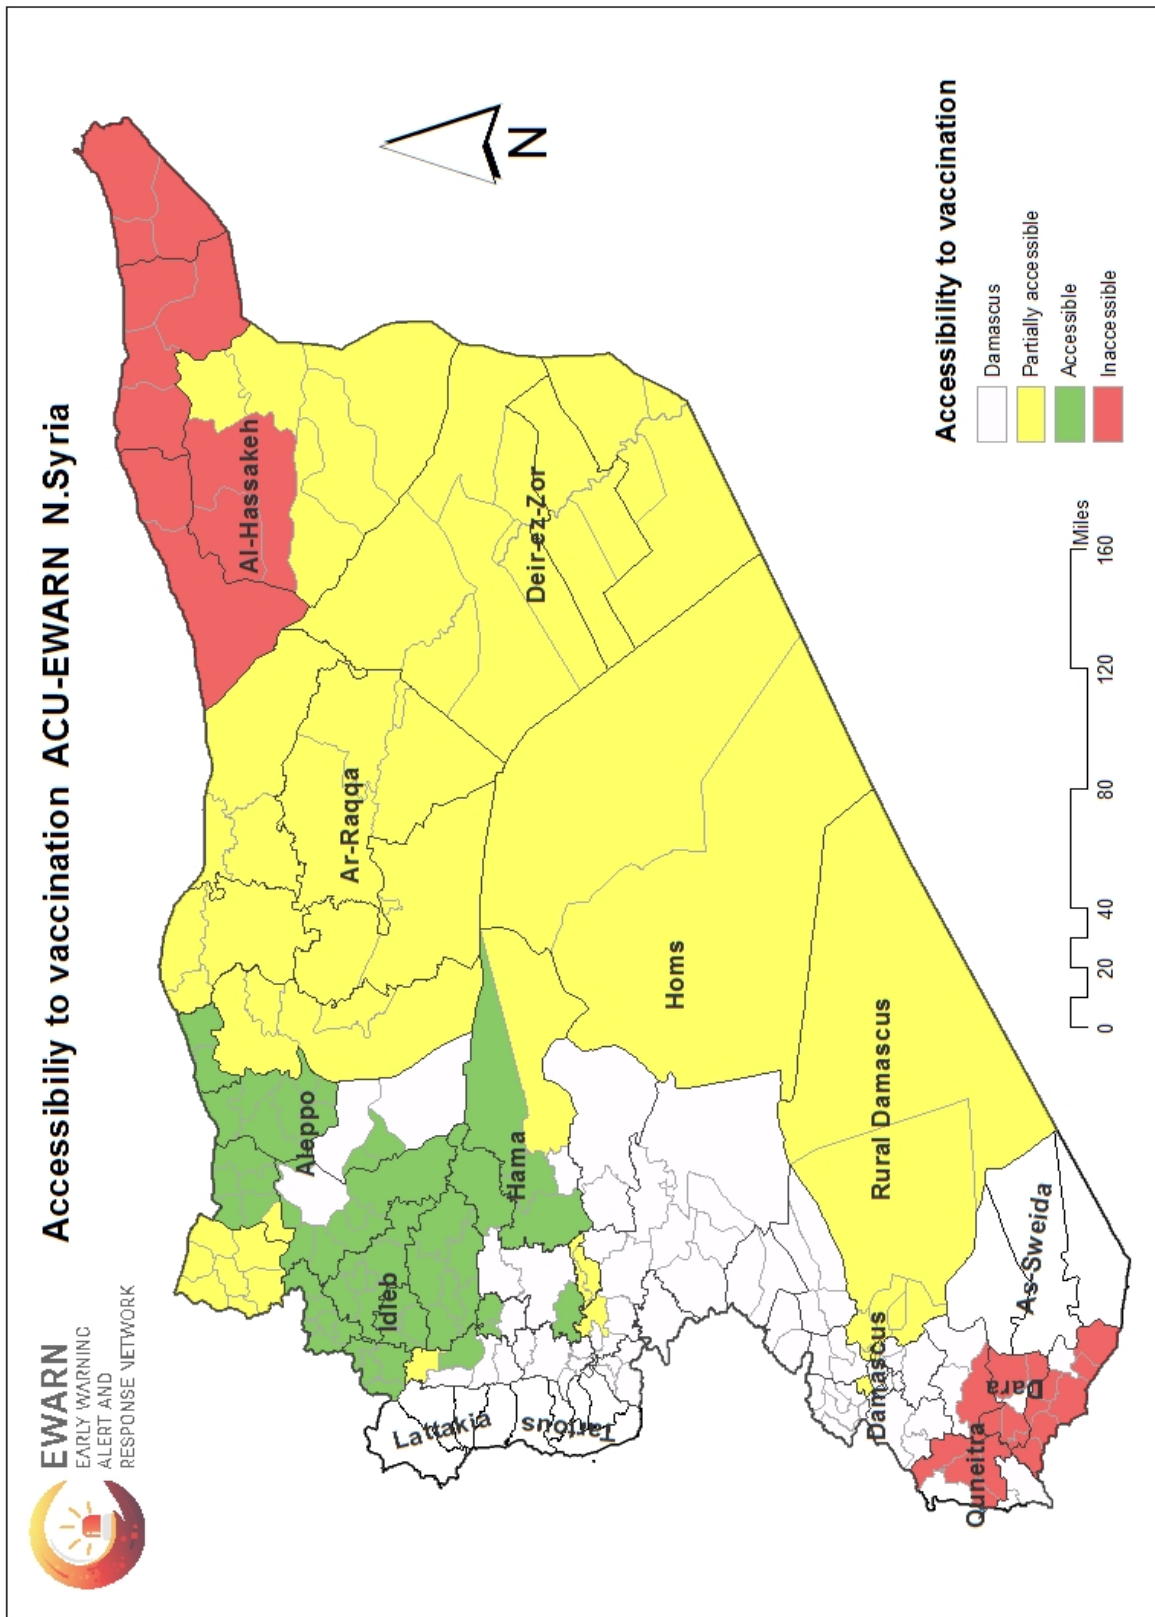 EWARN
EARLY WARNING
ALERT AND
RESPONSE NETWORK
Accessibiliy to vaccination ACU-EWARN N.Syria
Al-Hassakeh
Aleppo
Ar-Raqqa
Idleb
Lattakia
Hama
Deir-ez-Zor
Tartous
Homs
Damascus
Rural Damascus
Quneitra
Dara
As-Sweida
N
Accessibility to vaccination
Damascus
Partially accessible
Accessible
Inaccessible
0 20 40 80 120 160
Miles